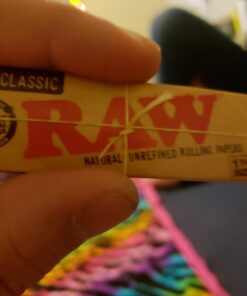 CLASSIC
RAW
NATURAL UNREFINED ROLLING PAPERS